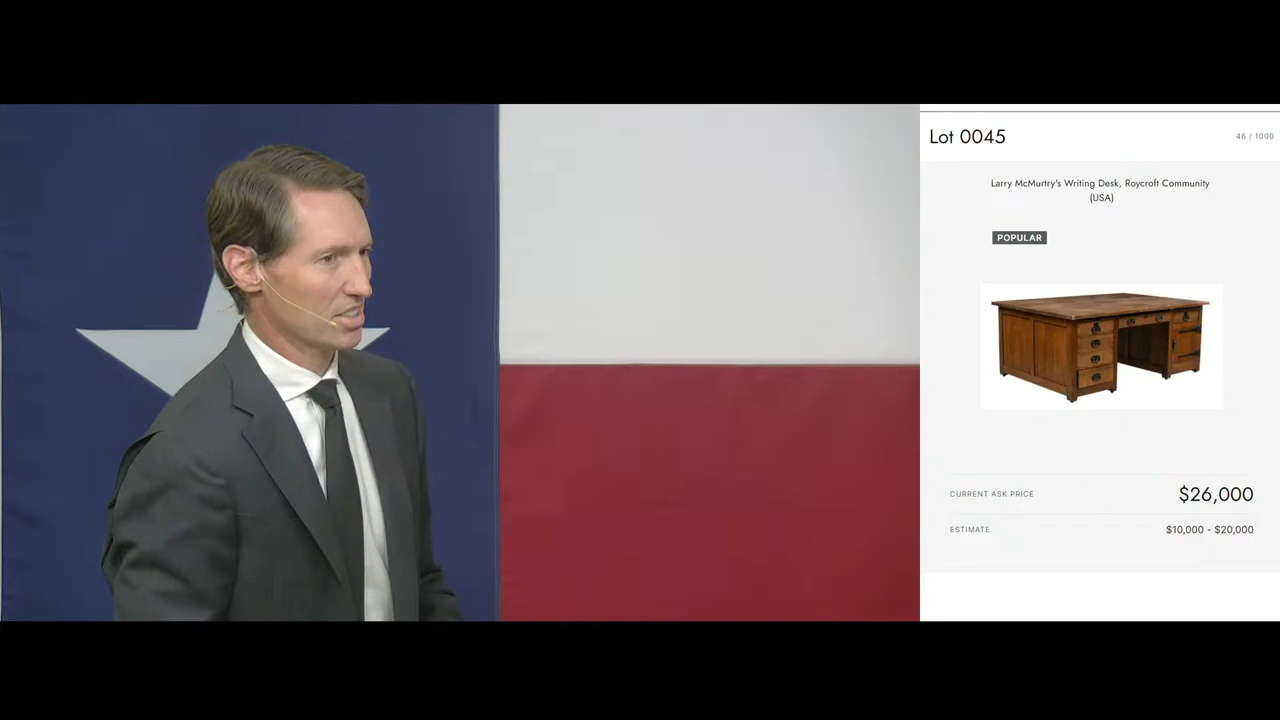 Lot 0045
46 / 1000
Larry McMurtry's Writing Desk, Roycroft Community
(USA)
POPULAR
CURRENT ASK PRICE
$26,000
ESTIMATE
$10,000 - $20,000